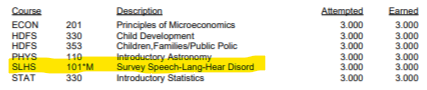 Course Description Attempted Earned
ECON 201 Principles of Microeconomics 3.000 3.000
HDFS 330 Child Development 3.000 3.000
HDFS 353 Children,Families/Public Polic 3.000 3.000
PHYS 110 Introductory Astronomy 3.000 3.000
SLHS 101*M Survey Speech-Lang-Hear Disord 3.000 3.000
STAT 330 Introductory Statistics 3.000 3.000